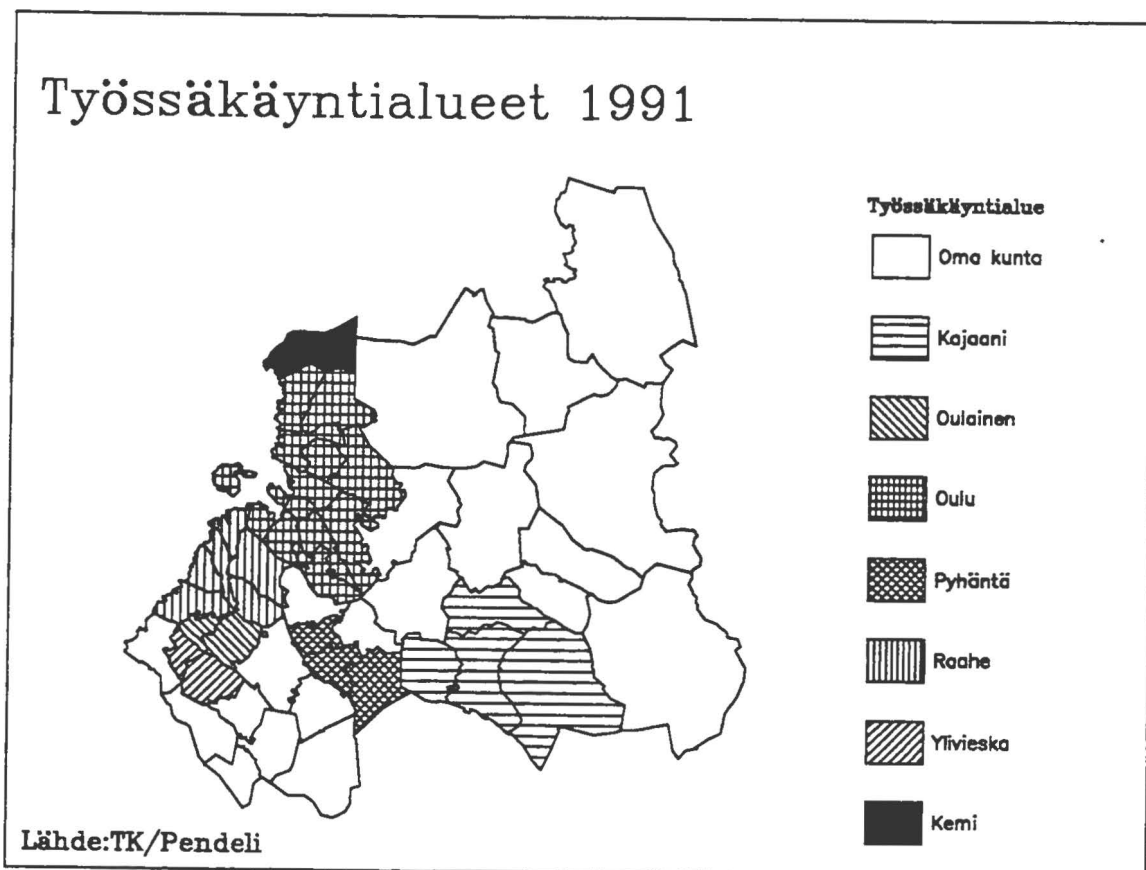 Työssäkäyntialueet 1991
Työssäkäyntialue
Oma kunta
Kajaani
Oulainen
Oulu
Pyhäntä
Raahe
Ylivieska
Kemi
Lähde:TK/Pendeli